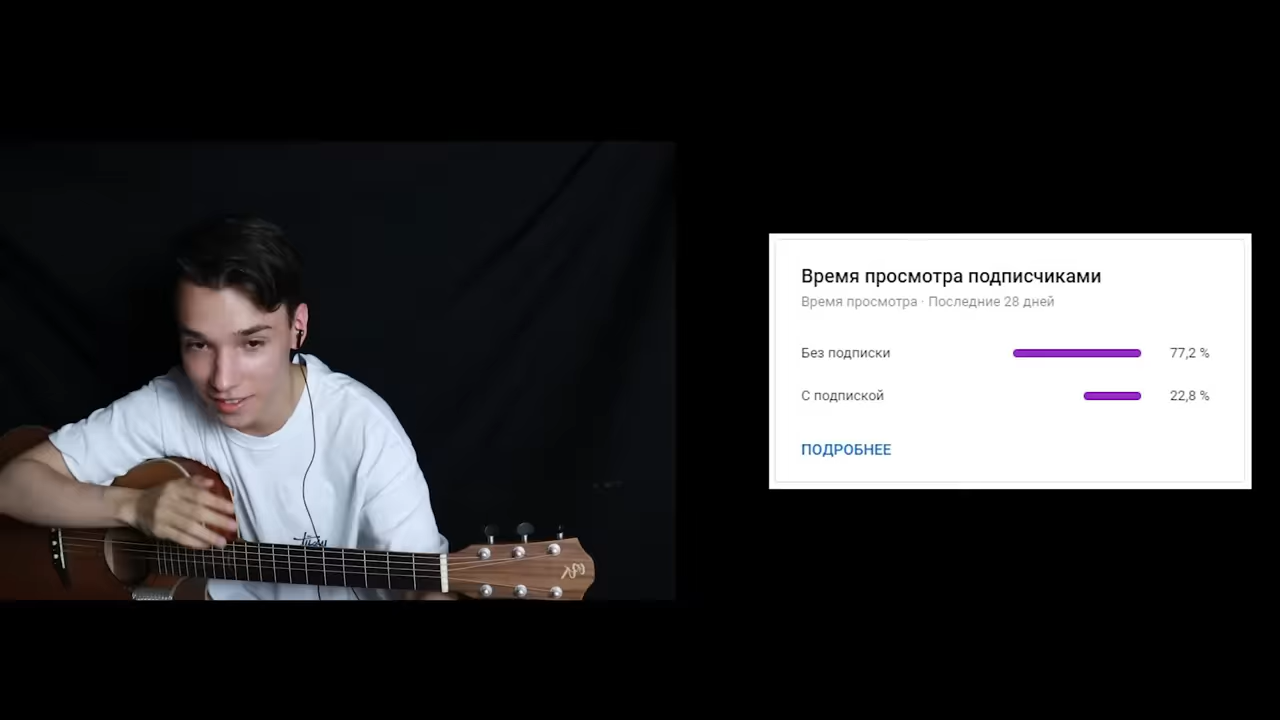 Время просмотра подписчиками
Время просмотра · Последние 28 дней
Без подписки 77,2 %
С подпиской 22,8 %
ПОДРОБНЕЕ